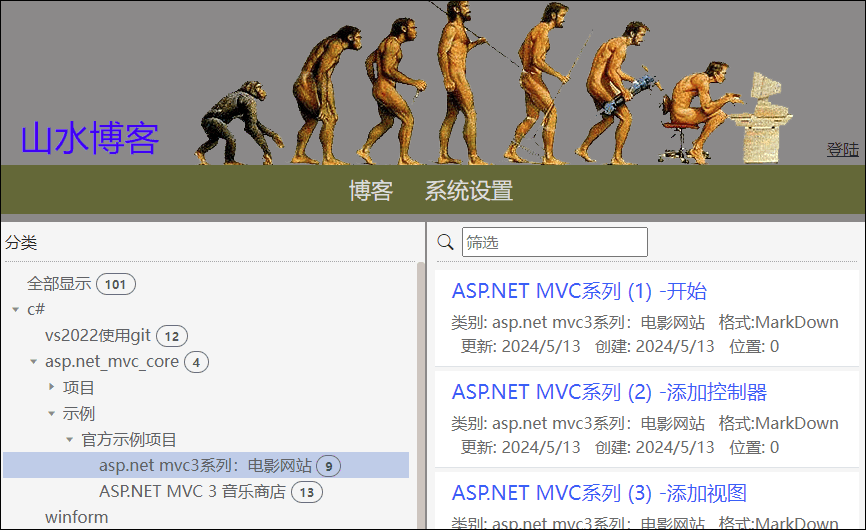 山水博客
登陆
博客 系统设置
分类
全部显示 101
c#
vs2022使用git 12
asp.net_mvc_core 4
项目
示例
官方示例项目
asp.net mvc3系列：电影网站 9
ASP.NET MVC 3 音乐商店 13
winform
筛选
ASP.NET MVC系列 (1) -开始
类别: asp.net mvc3系列：电影网站 格式:MarkDown
更新: 2024/5/13 创建: 2024/5/13 位置: 0
ASP.NET MVC系列 (2) -添加控制器
类别: asp.net mvc3系列：电影网站 格式:MarkDown
更新: 2024/5/13 创建: 2024/5/13 位置: 0
ASP.NET MVC系列 (3) -添加视图
类别: asp.net mvc3系列：电影网站 格式:MarkDown